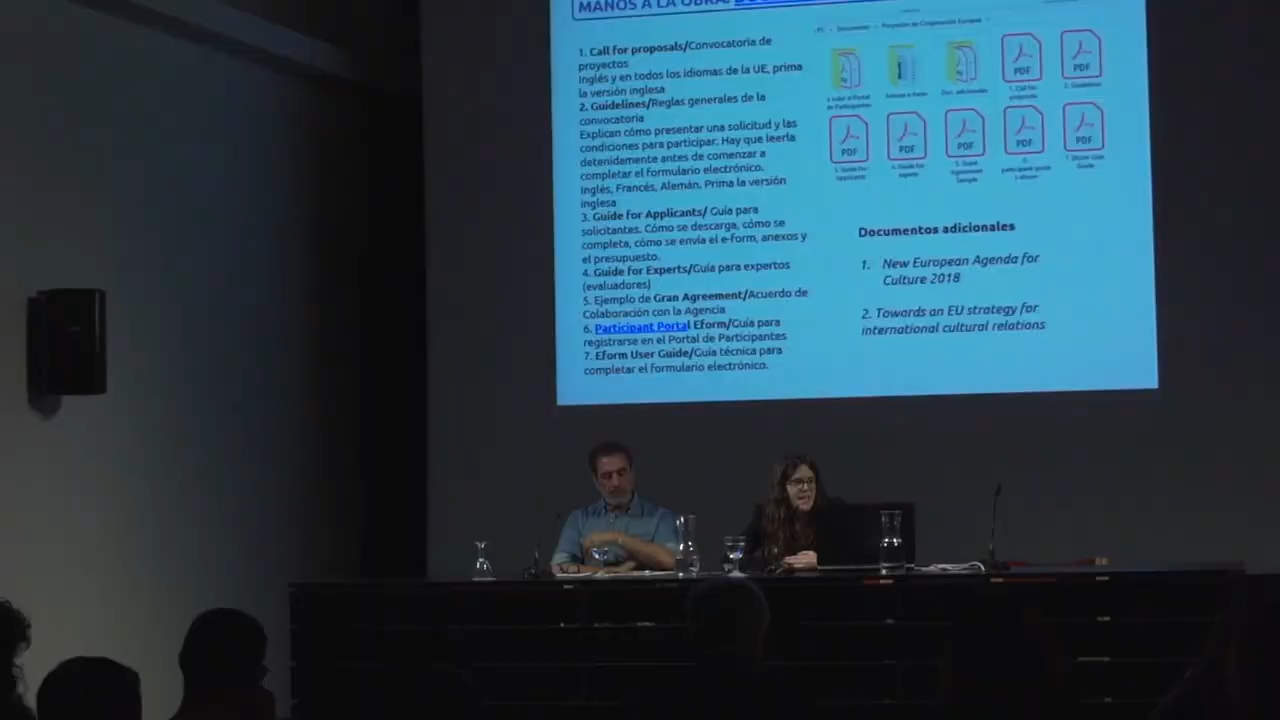 MANOS A LA OBRA:
1. Call for proposals/Convocatoria de
proyectos
Inglés y en todos los idiomas de la UE, prima
la versión inglesa
2. Guidelines/Reglas generales de la
convocatoria
Explican cómo presentar una solicitud y las
condiciones para participar. Hay que leerla
detenidamente antes de comenzar a
completar el formulario electrónico.
Inglés, Francés, Alemán. Prima la versión
inglesa
3. Guide for Applicants/ Guía para
solicitantes. Cómo se descarga, cómo se
completa, cómo se envía el e-form, anexos y
el presupuesto.
4. Guide for Experts/Guía para expertos
(evaluadores)
5. Ejemplo de Gran Agreement/Acuerdo de
Colaboración con la Agencia
6. Participant Portal Eform/Guía para
registrarse en el Portal de Participantes
7. Eform User Guide/Guía técnica para
completar el formulario electrónico.
PDF
PDF
PDF
PDF
PDF
PDF
PDF
Documentos adicionales
1. New European Agenda for
Culture 2018
2. Towards an EU strategy for
international cultural relations